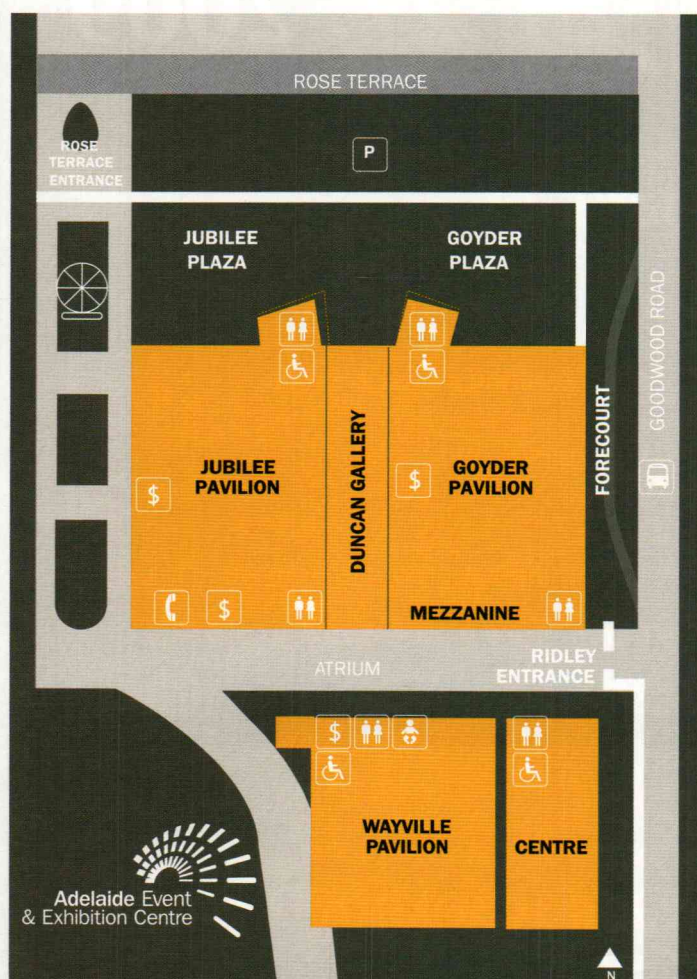 ROSE TERRACE
ROSE
TERRACE
ENTRANCE
P
JUBILEE
PLAZA
GOYDER
PLAZA
GOODWOOD ROAD
FORECOURT
DUNCAN GALLERY
JUBILEE
PAVILION
GOYDER
PAVILION
$
$
$
MEZZANINE
ATRIUM
RIDLEY
ENTRANCE
$
WAYVILLE
PAVILION
CENTRE
Adelaide Event
& Exhibition Centre
N